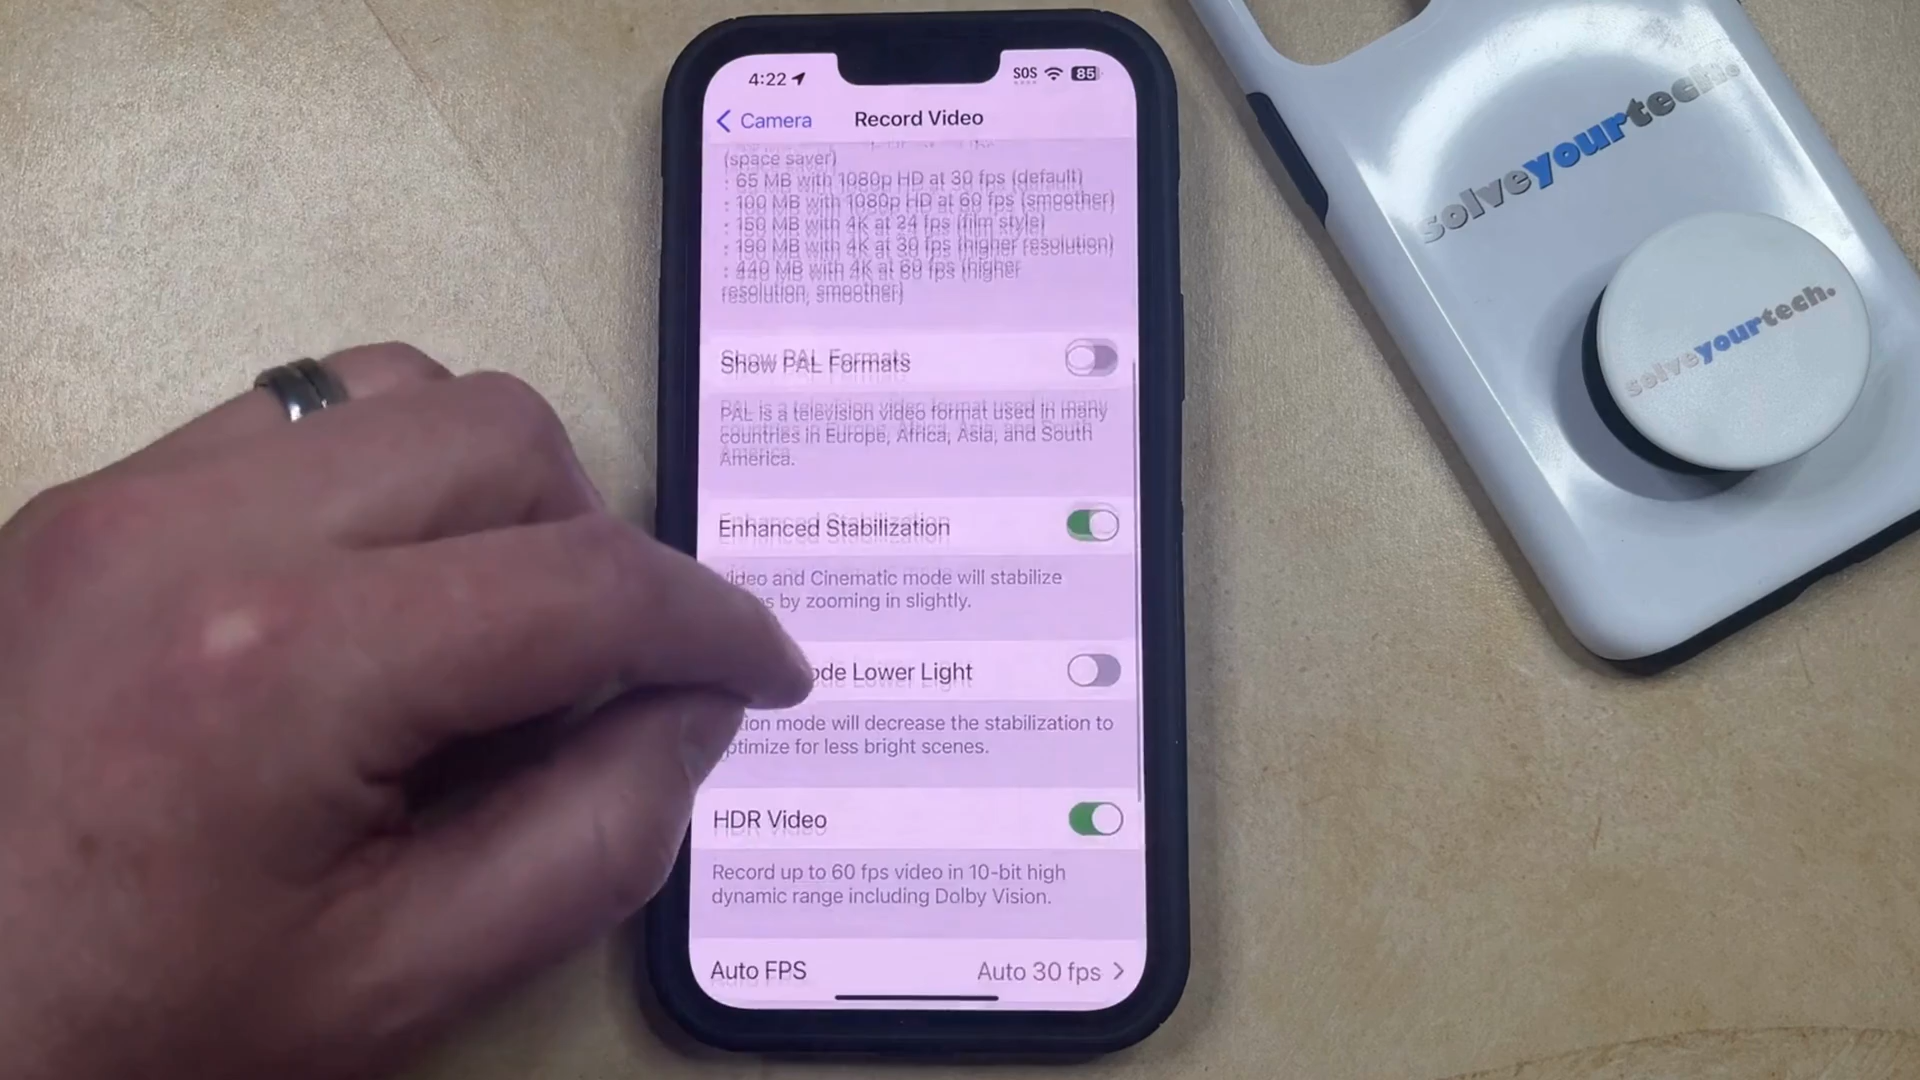 4:22
SOS
85
Camera
Record Video
(space saver)
· 65 MB with 1080p HD at 30 fps (default)
· 100 MB with 1080p HD at 60 fps (smoother)
· 150 MB with 4K at 24 fps (film style)
· 190 MB with 4K at 30 fps (higher resolution)
· 440 MB with 4K at 60 fps (higher
resolution, smoother)
Show PAL Formats
PAL is a television video format used in many
countries in Europe, Africa, Asia, and South
America.
Enhanced Stabilization
Video and Cinematic mode will stabilize
by zooming in slightly.
Lower Light
mode will decrease the stabilization to
optimize for less bright scenes.
HDR Video
Record up to 60 fps video in 10-bit high
dynamic range including Dolby Vision.
Auto FPS
Auto 30 fps
solveyourtech.
solveyourtech.